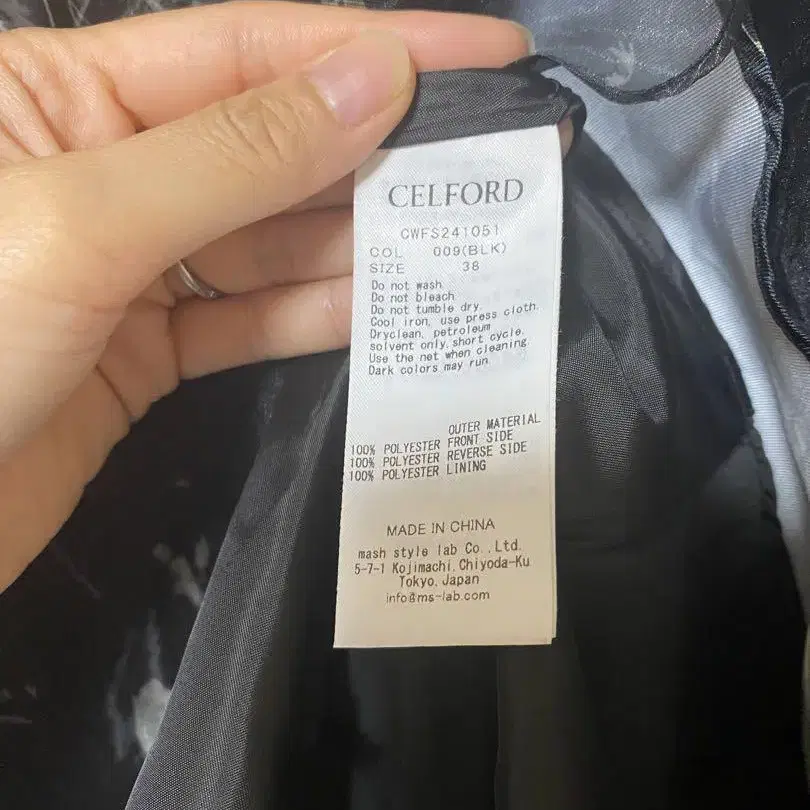 CELFORD
CWFS241051
COL 009(BLK)
SIZE 38
Do not wash.
Do not bleach.
Do not tumble dry.
Cool iron, use press cloth.
Dryclean, petroleum
solvent only,short cycle.
Use the net when cleaning.
Dark colors may run.
OUTER MATERIAL
100% POLYESTER FRONT SIDE
100% POLYESTER REVERSE SIDE
100% POLYESTER LINING
MADE IN CHINA
mash style lab Co.,Ltd.
5-7-1 Kojimachi,Chiyoda-Ku
Tokyo,Japan
info@ms-lab.com